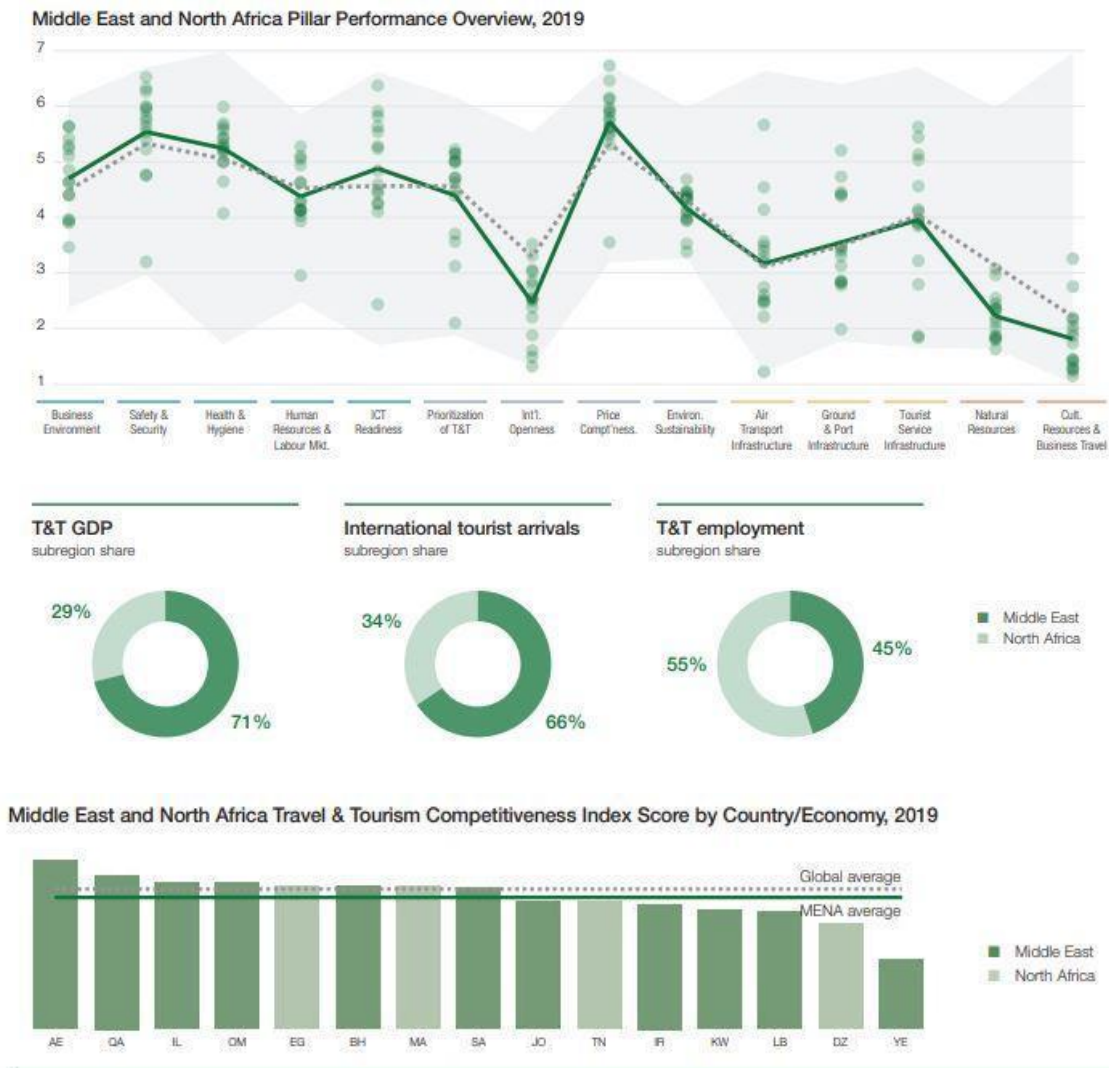 Middle East and North Africa Pillar Performance Overview, 2019
7
6
5
4
3
2
1
Business
Environment
Safety &
Security
Health &
Hygiene
Human
Resources &
Labour Mkt.
ICT
Readiness
Prioritization
of T&T
Int'l.
Openness
Price
Compt'ness.
Environ.
Sustainability
Air
Transport
Infrastructure
Ground
& Port
Infrastructure
Tourist
Service
Infrastructure
Natural
Resources
Cult.
Resources &
Business Travel
T&T GDP
subregion share
29%
71%
International tourist arrivals
subregion share
34%
66%
T&T employment
subregion share
55%
45%
Middle East
North Africa
Middle East and North Africa Travel & Tourism Competitiveness Index Score by Country/Economy, 2019
Global average
MENA average
Middle East
North Africa
AE QA IL OM EG BH MA SA JO TN IR KW LB DZ YE